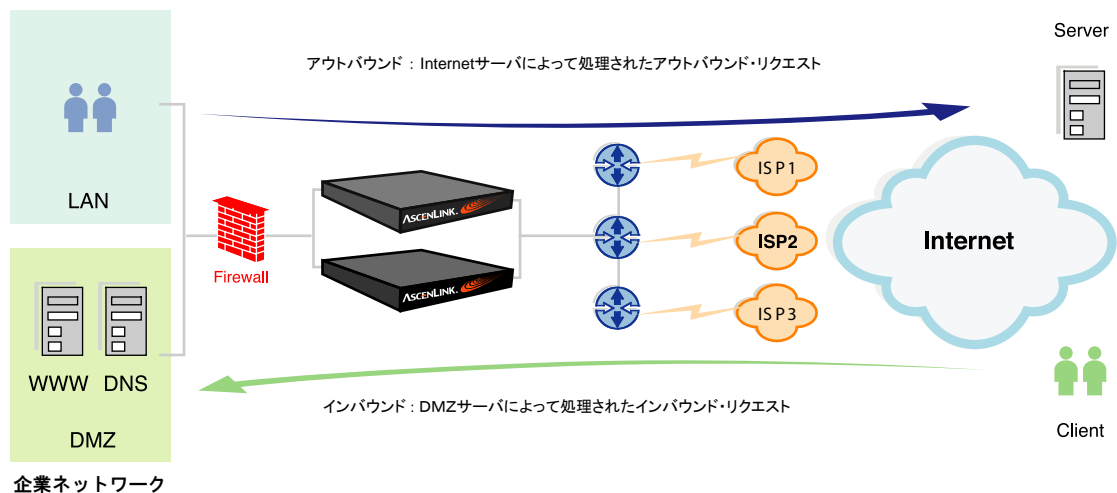 Server
アウトバウンド : Internetサーバによって処理されたアウトバウンド・リクエスト
LAN
Firewall
ASCENLINK.
ASCENLINK.
ISP1
ISP2
ISP3
Internet
WWW DNS
DMZ
インバウンド : DMZサーバによって処理されたインバウンド・リクエスト
Client
企業ネットワーク